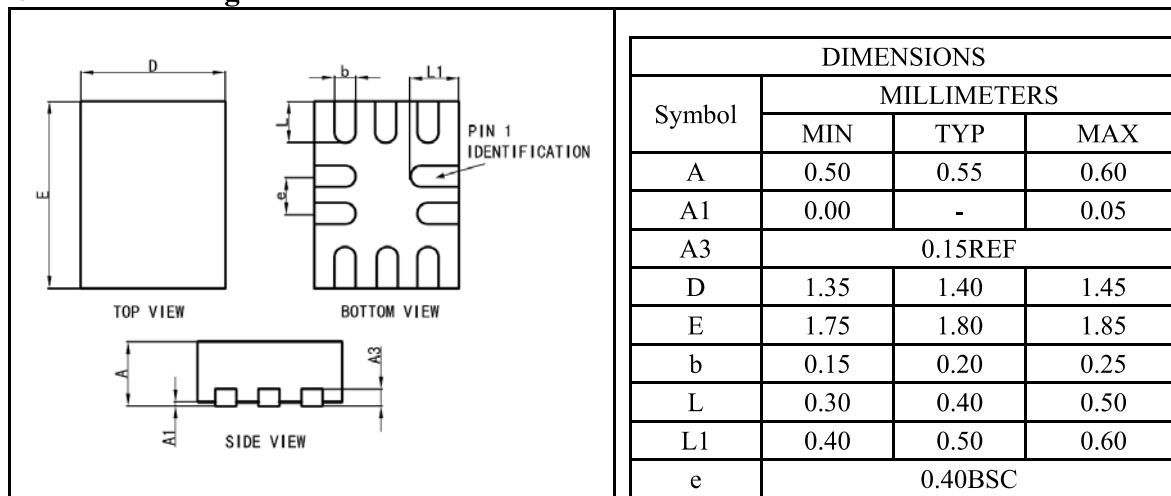 D
E
TOP VIEW
b
L1
L
e
PIN 1
IDENTIFICATION
BOTTOM VIEW
A
A1
A3
SIDE VIEW
DIMENSIONS
Symbol MILLIMETERS
MIN TYP MAX
A 0.50 0.55 0.60
A1 0.00 - 0.05
A3 0.15REF
D 1.35 1.40 1.45
E 1.75 1.80 1.85
b 0.15 0.20 0.25
L 0.30 0.40 0.50
L1 0.40 0.50 0.60
e 0.40BSC